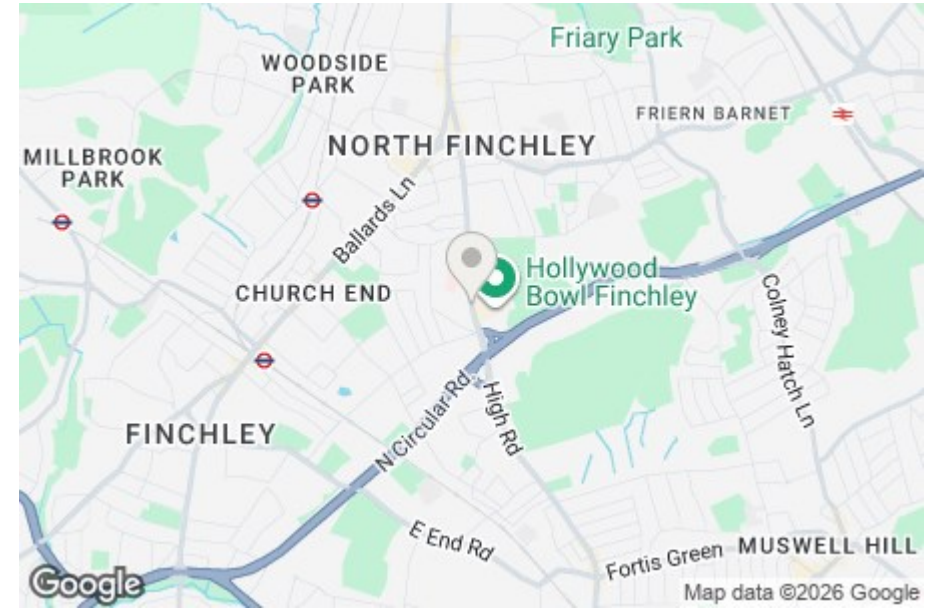 Friary Park
WOODSIDE
PARK
FRIERN BARNET
NORTH FINCHLEY
MILLBROOK
PARK
Ballards Ln
Hollywood
Bowl Finchley
CHURCH END
Colney Hatch Ln
N Circular Rd
High Rd
FINCHLEY
E End Rd
Fortis Green
MUSWELL HILL
Google
Map data ©2026 Google